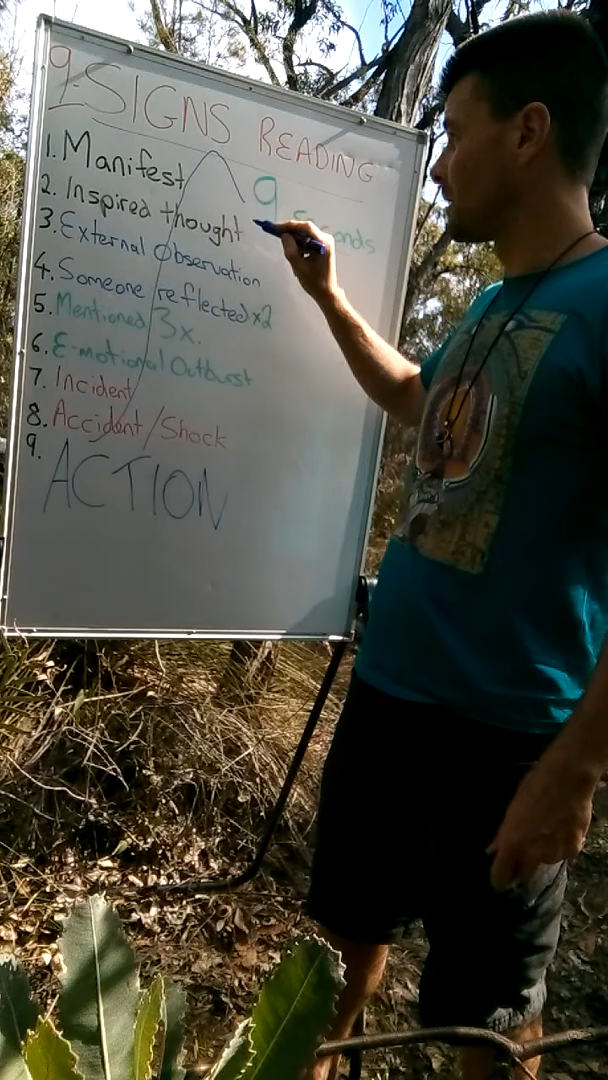 9-SIGNS READING
1. Manifest
2. Inspired thought
3. External Observation
4. Someone reflected x2
5. Mentioned 3x.
6. E-motional Outburst
7. Incident
8. Accident/Shock
9.
ACTION
9
Seconds